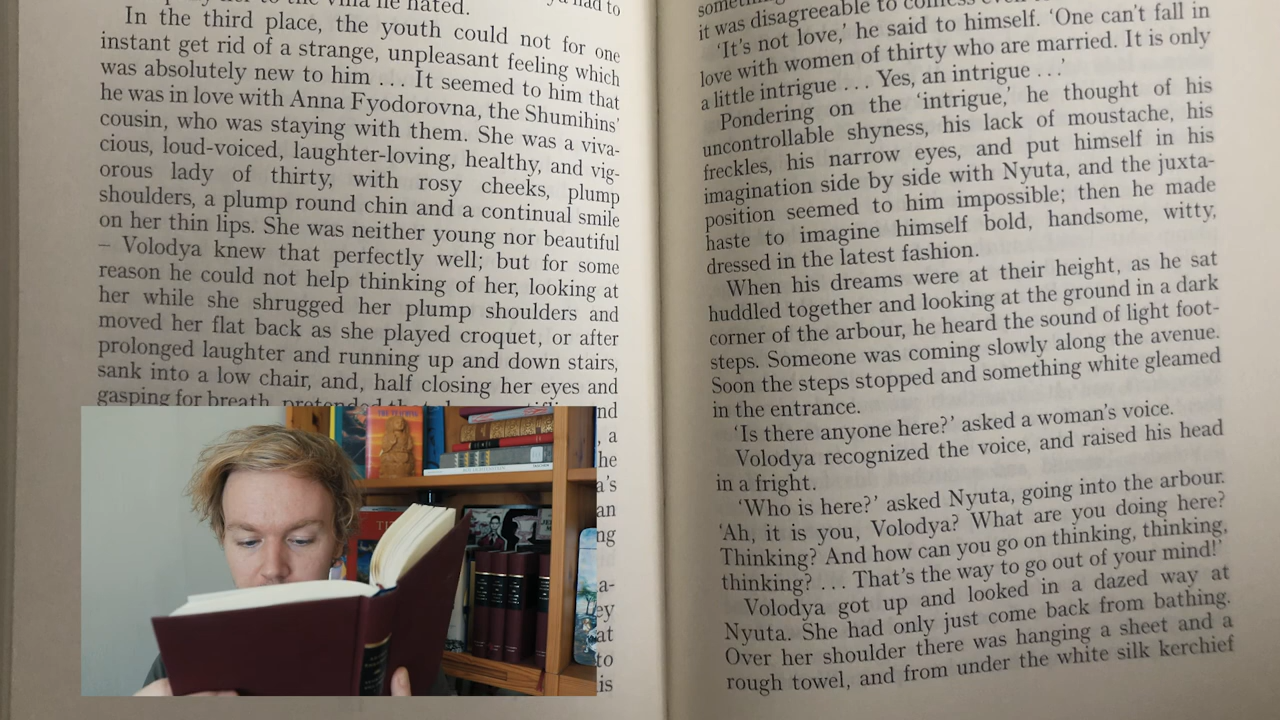 the villa he hated.
had to
In the third place, the youth could not for one
instant get rid of a strange, unpleasant feeling which
was absolutely new to him . . . It seemed to him that
he was in love with Anna Fyodorovna, the Shumihins'
cousin, who was staying with them. She was a viva-
cious, loud-voiced, laughter-loving, healthy, and vig-
orous lady of thirty, with rosy cheeks, plump
shoulders, a plump round chin and a continual smile
on her thin lips. She was neither young nor beautiful
– Volodya knew that perfectly well; but for some
reason he could not help thinking of her, looking at
her while she shrugged her plump shoulders and
moved her flat back as she played croquet, or after
prolonged laughter and running up and down stairs,
sank into a low chair, and, half closing her eyes and
gasping for breath, pretended that
, a
he
a's
an
ng
a-
ey
at
to
is
it was disagreeable to
'It's not love,' he said to himself. 'One can't fall in
love with women of thirty who are married. It is only
a little intrigue . . . Yes, an intrigue . . .'
Pondering on the 'intrigue,' he thought of his
uncontrollable shyness, his lack of moustache, his
freckles, his narrow eyes, and put himself in his
imagination side by side with Nyuta, and the juxta-
position seemed to him impossible; then he made
haste to imagine himself bold, handsome, witty,
dressed in the latest fashion.
When his dreams were at their height, as he sat
huddled together and looking at the ground in a dark
corner of the arbour, he heard the sound of light foot-
steps. Someone was coming slowly along the avenue.
Soon the steps stopped and something white gleamed
in the entrance.
'Is there anyone here?' asked a woman's voice.
Volodya recognized the voice, and raised his head
in a fright.
'Who is here?' asked Nyuta, going into the arbour.
'Ah, it is you, Volodya? What are you doing here?
Thinking? And how can you go on thinking, thinking,
thinking? . . . That's the way to go out of your mind!'
Volodya got up and looked in a dazed way at
Nyuta. She had only just come back from bathing.
Over her shoulder there was hanging a sheet and a
rough towel, and from under the white silk kerchief